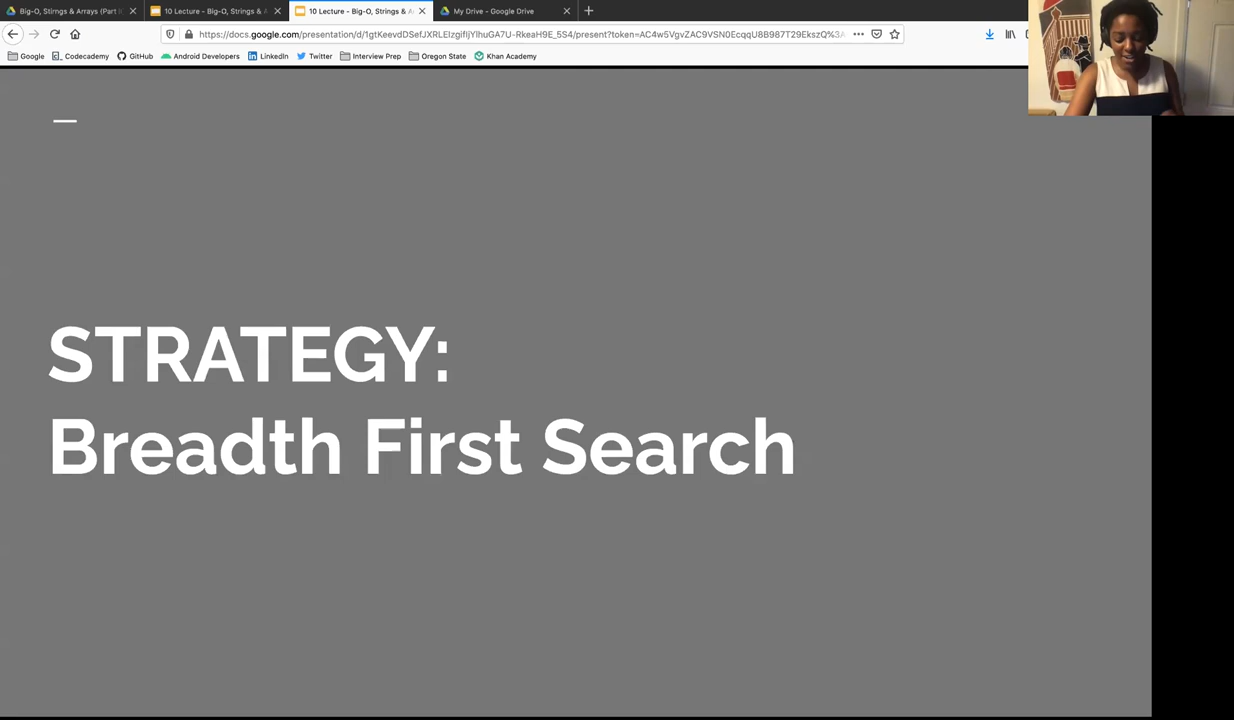 Big-O, Stirngs & Arrays (Part
10 Lecture - Big-O, Strings & A
10 Lecture - Big-O, Strings & A
My Drive - Google Drive
Google
Codecademy
GitHub
Android Developers
LinkedIn
Twitter
Interview Prep
Oregon State
Khan Academy
STRATEGY:
Breadth First Search